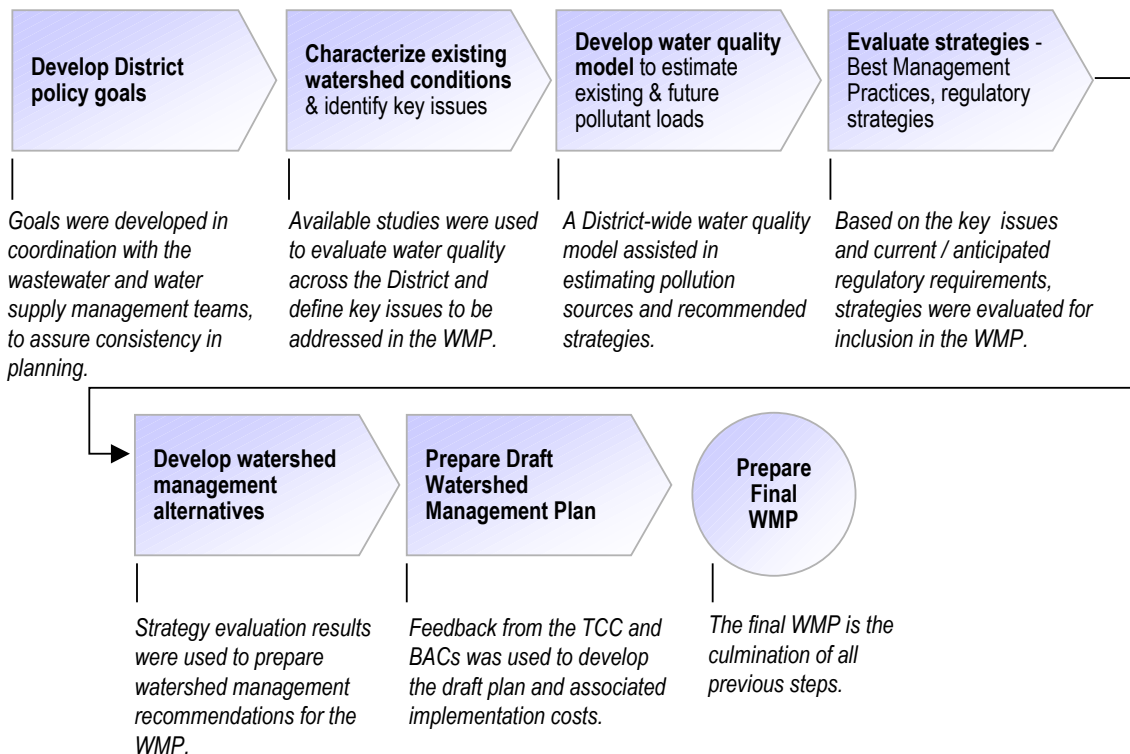 Develop District
policy goals
Characterize existing
watershed conditions
& identify key issues
Develop water quality
model to estimate
existing & future
pollutant loads
Evaluate strategies -
Best Management
Practices, regulatory
strategies
Goals were developed in
coordination with the
wastewater and water
supply management teams,
to assure consistency in
planning.
Available studies were used
to evaluate water quality
across the District and
define key issues to be
addressed in the WMP.
A District-wide water quality
model assisted in
estimating pollution
sources and recommended
strategies.
Based on the key issues
and current / anticipated
regulatory requirements,
strategies were evaluated for
inclusion in the WMP.
Develop watershed
management
alternatives
Prepare Draft
Watershed
Management Plan
Prepare
Final
WMP
Strategy evaluation results
were used to prepare
watershed management
recommendations for the
WMP.
Feedback from the TCC and
BACs was used to develop
the draft plan and associated
implementation costs.
The final WMP is the
culmination of all
previous steps.